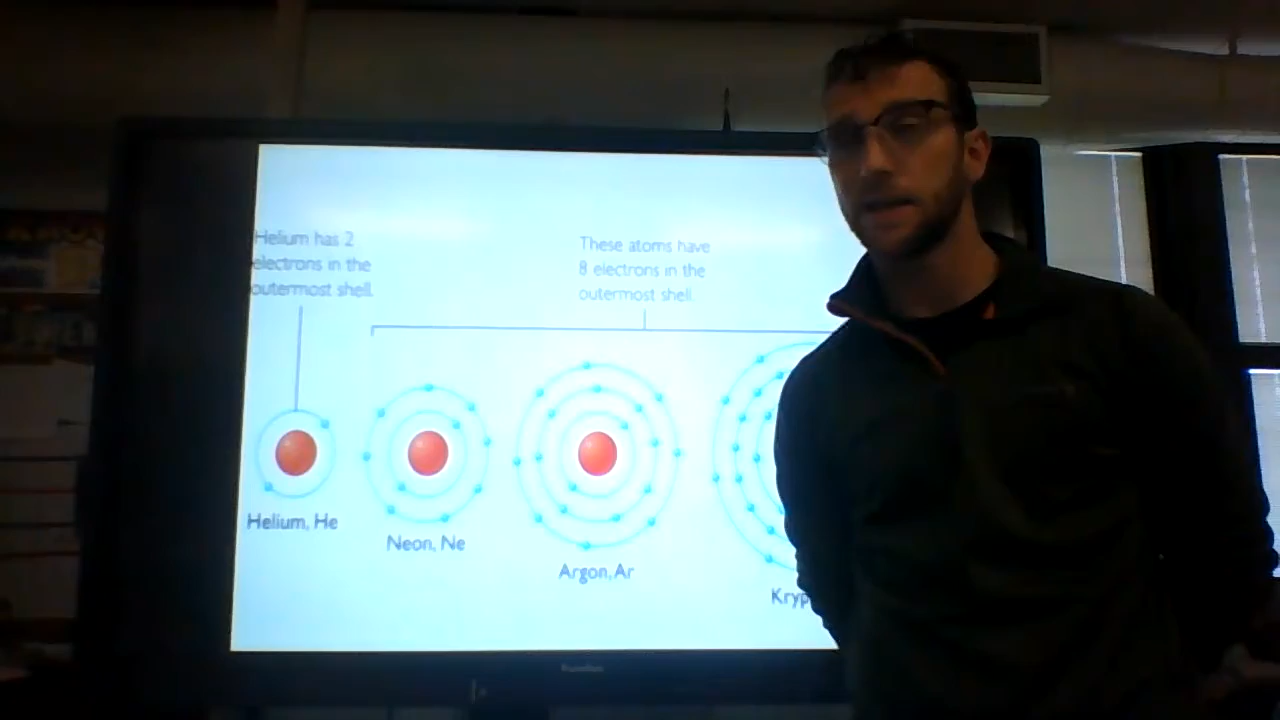 Helium has 2
electrons in the
outermost shell.
These atoms have
8 electrons in the
outermost shell.
Helium, He
Neon, Ne
Argon, Ar
Kryp